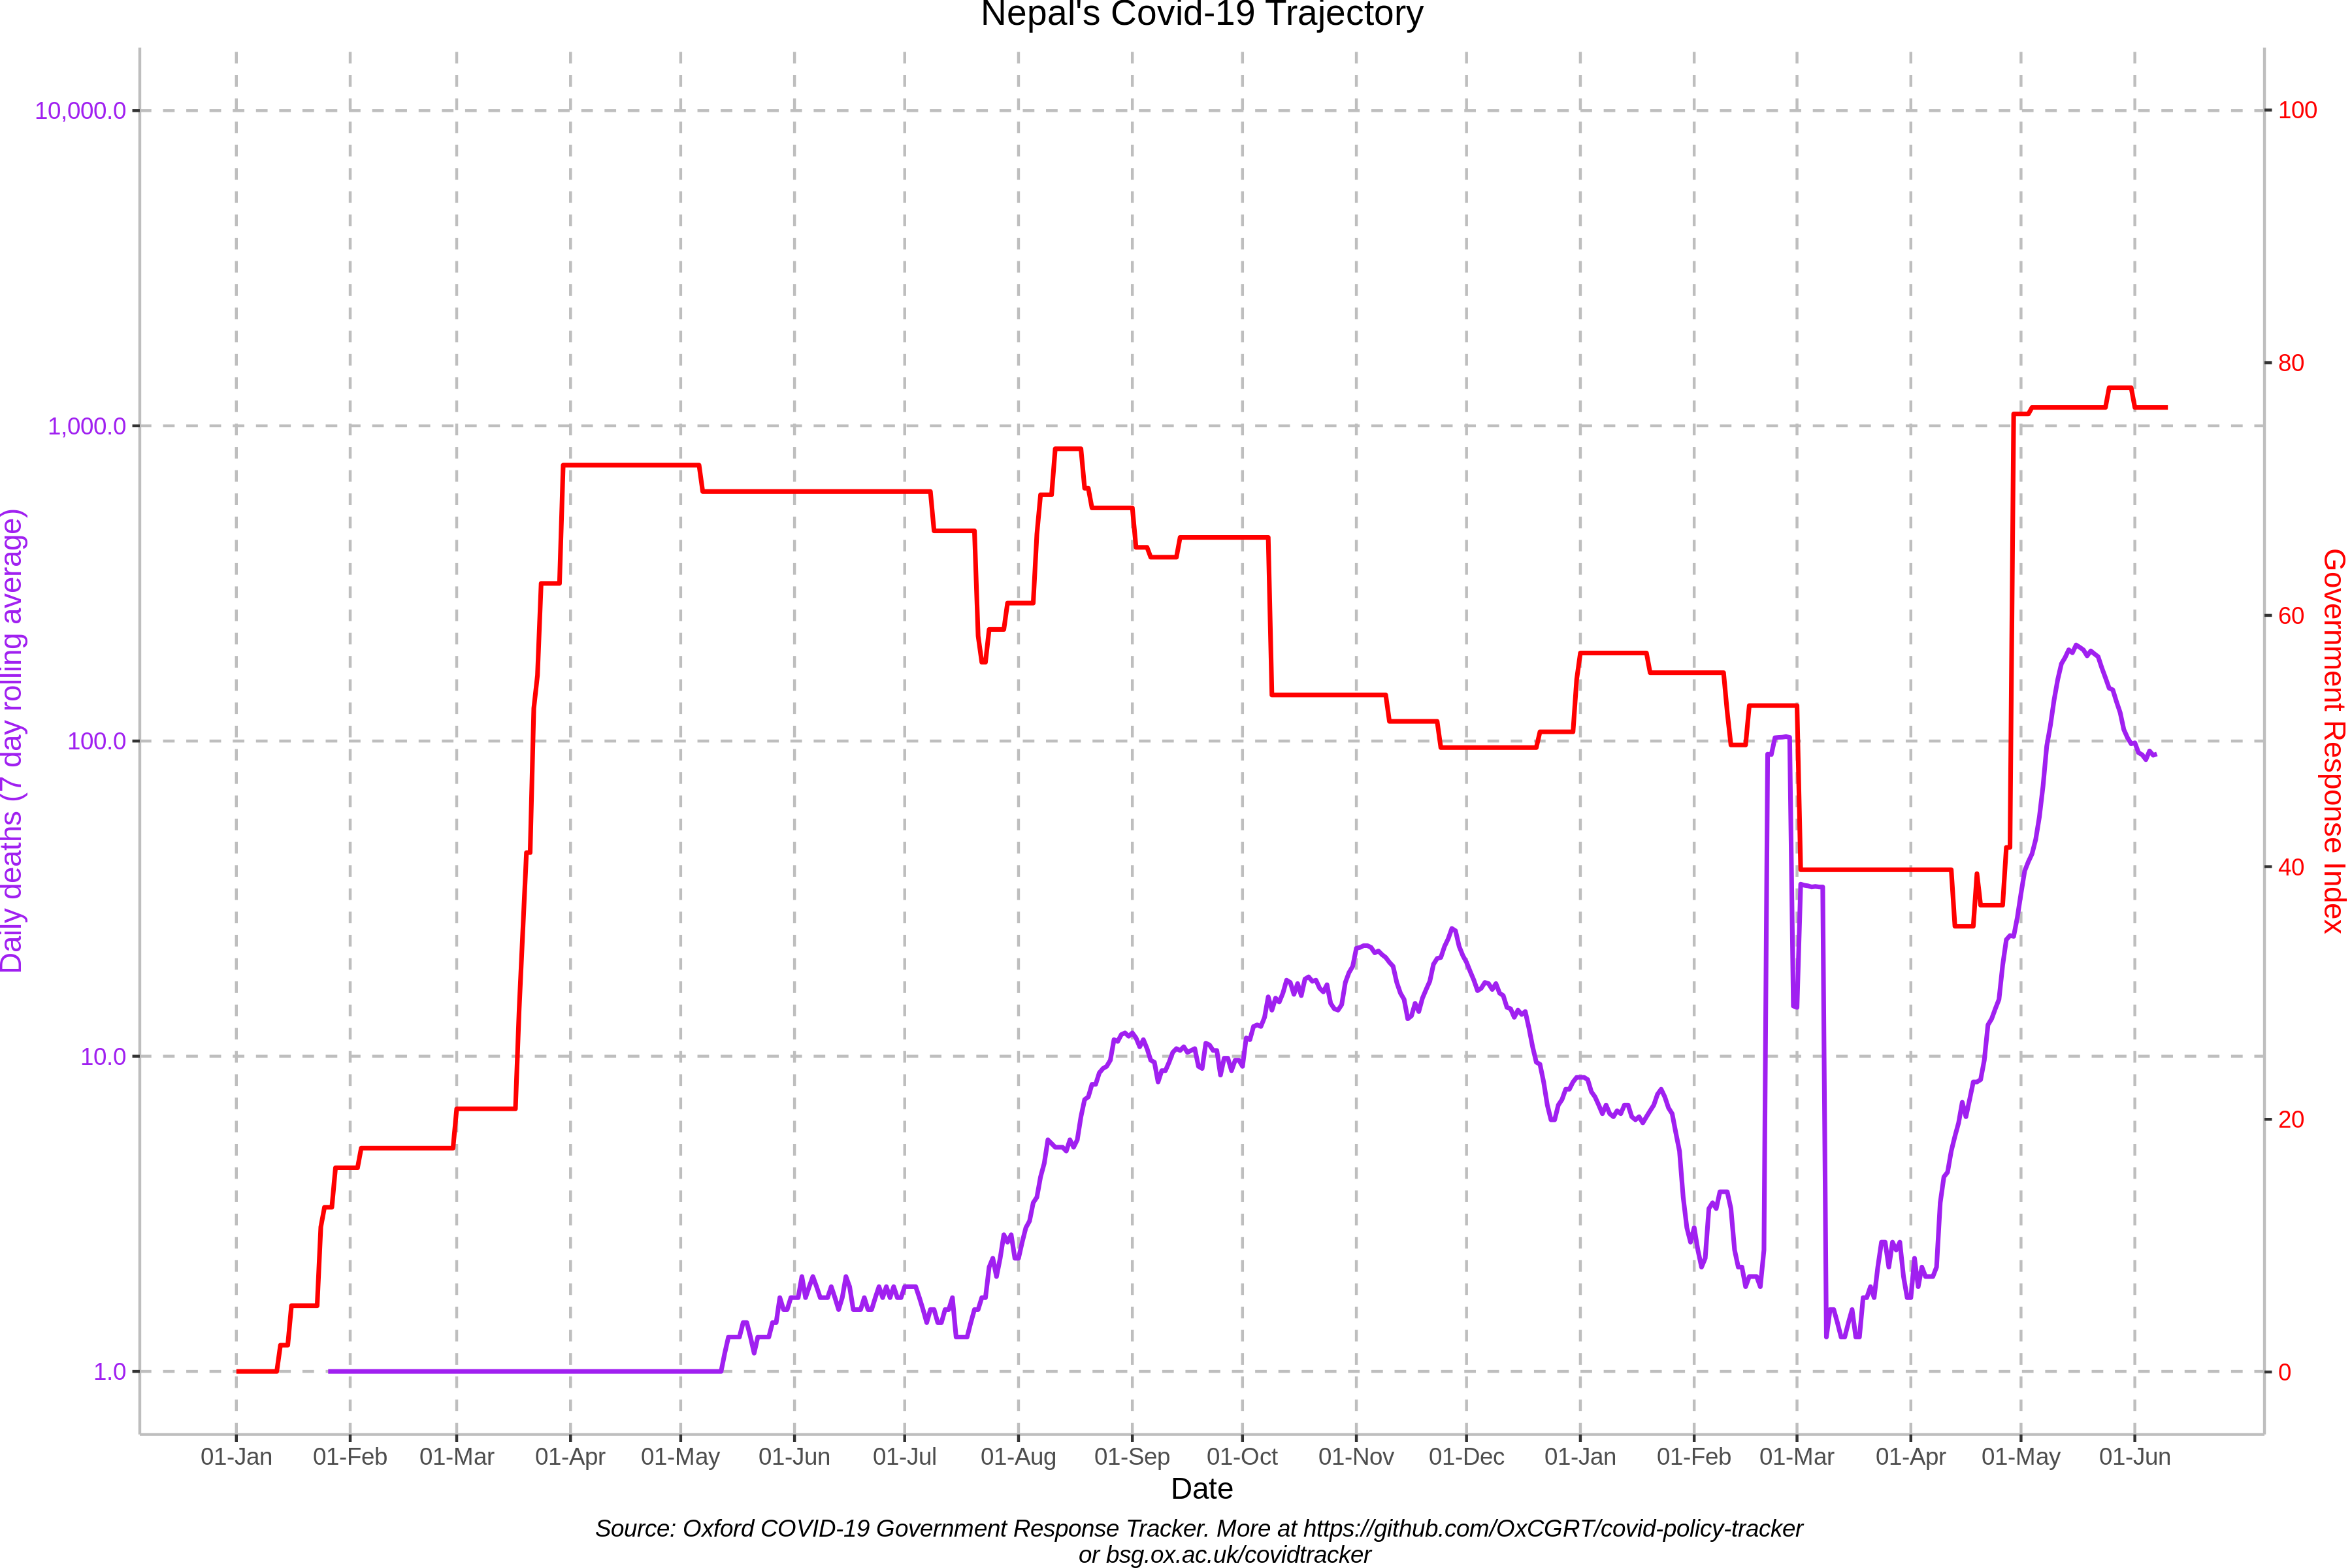 Nepal's Covid-19 Trajectory
10,000.0
1,000.0
100.0
10.0
1.0
Daily deaths (7 day rolling average)
100
80
60
40
20
0
Government Response Index
01-Jan 01-Feb 01-Mar 01-Apr 01-May 01-Jun 01-Jul 01-Aug 01-Sep 01-Oct 01-Nov 01-Dec 01-Jan 01-Feb 01-Mar 01-Apr 01-May 01-Jun
Date
Source: Oxford COVID-19 Government Response Tracker. More at https://github.com/OxCGRT/covid-policy-tracker
or bsg.ox.ac.uk/covidtracker